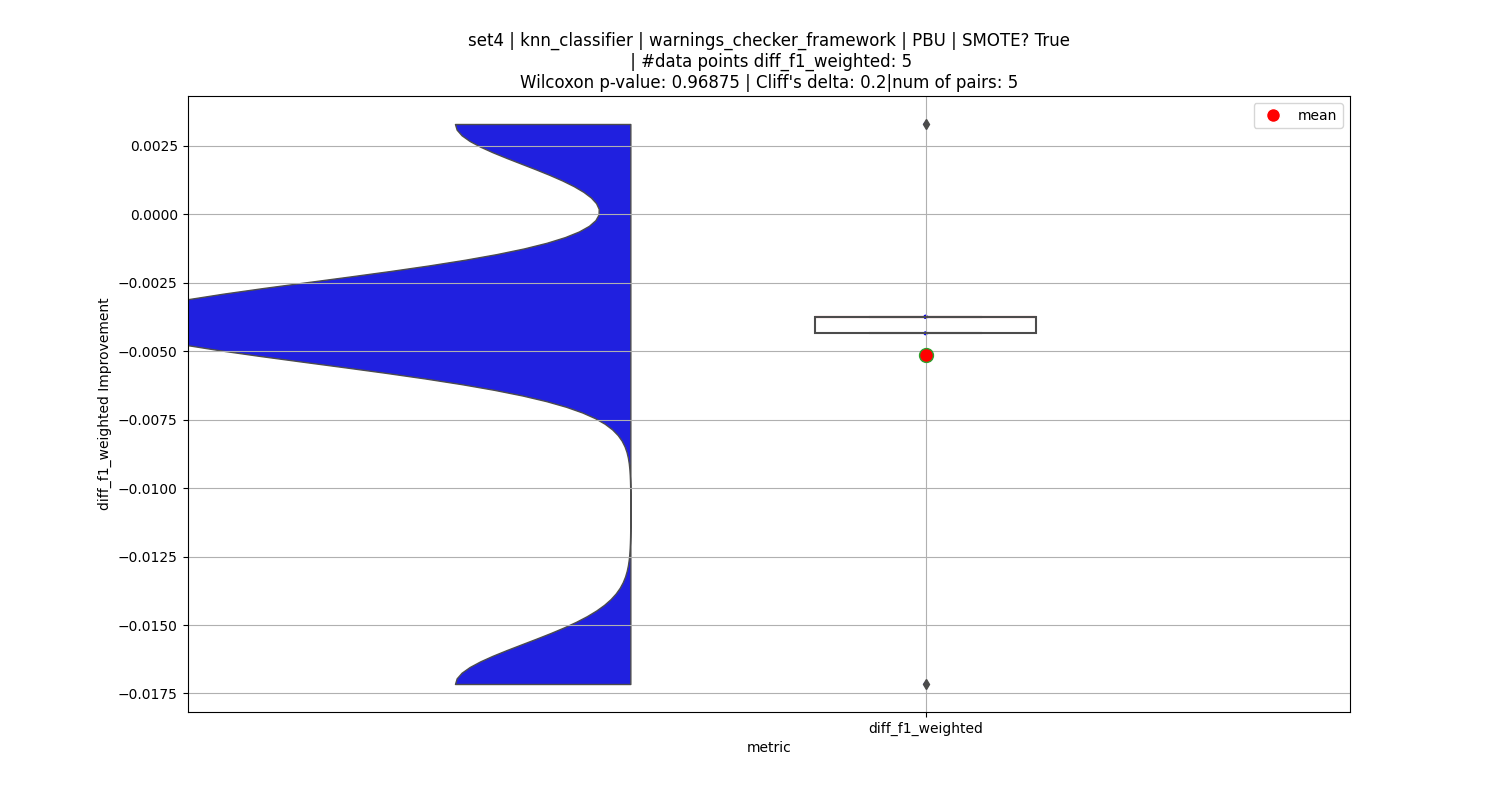 set4 | knn_classifier | warnings_checker_framework | PBU | SMOTE? True
| #data points diff_f1_weighted: 5
Wilcoxon p-value: 0.96875 | Cliff's delta: 0.2|num of pairs: 5
mean
0.0025
0.0000
−0.0025
−0.0050
−0.0075
−0.0100
−0.0125
−0.0150
−0.0175
diff_f1_weighted Improvement
diff_f1_weighted
metric